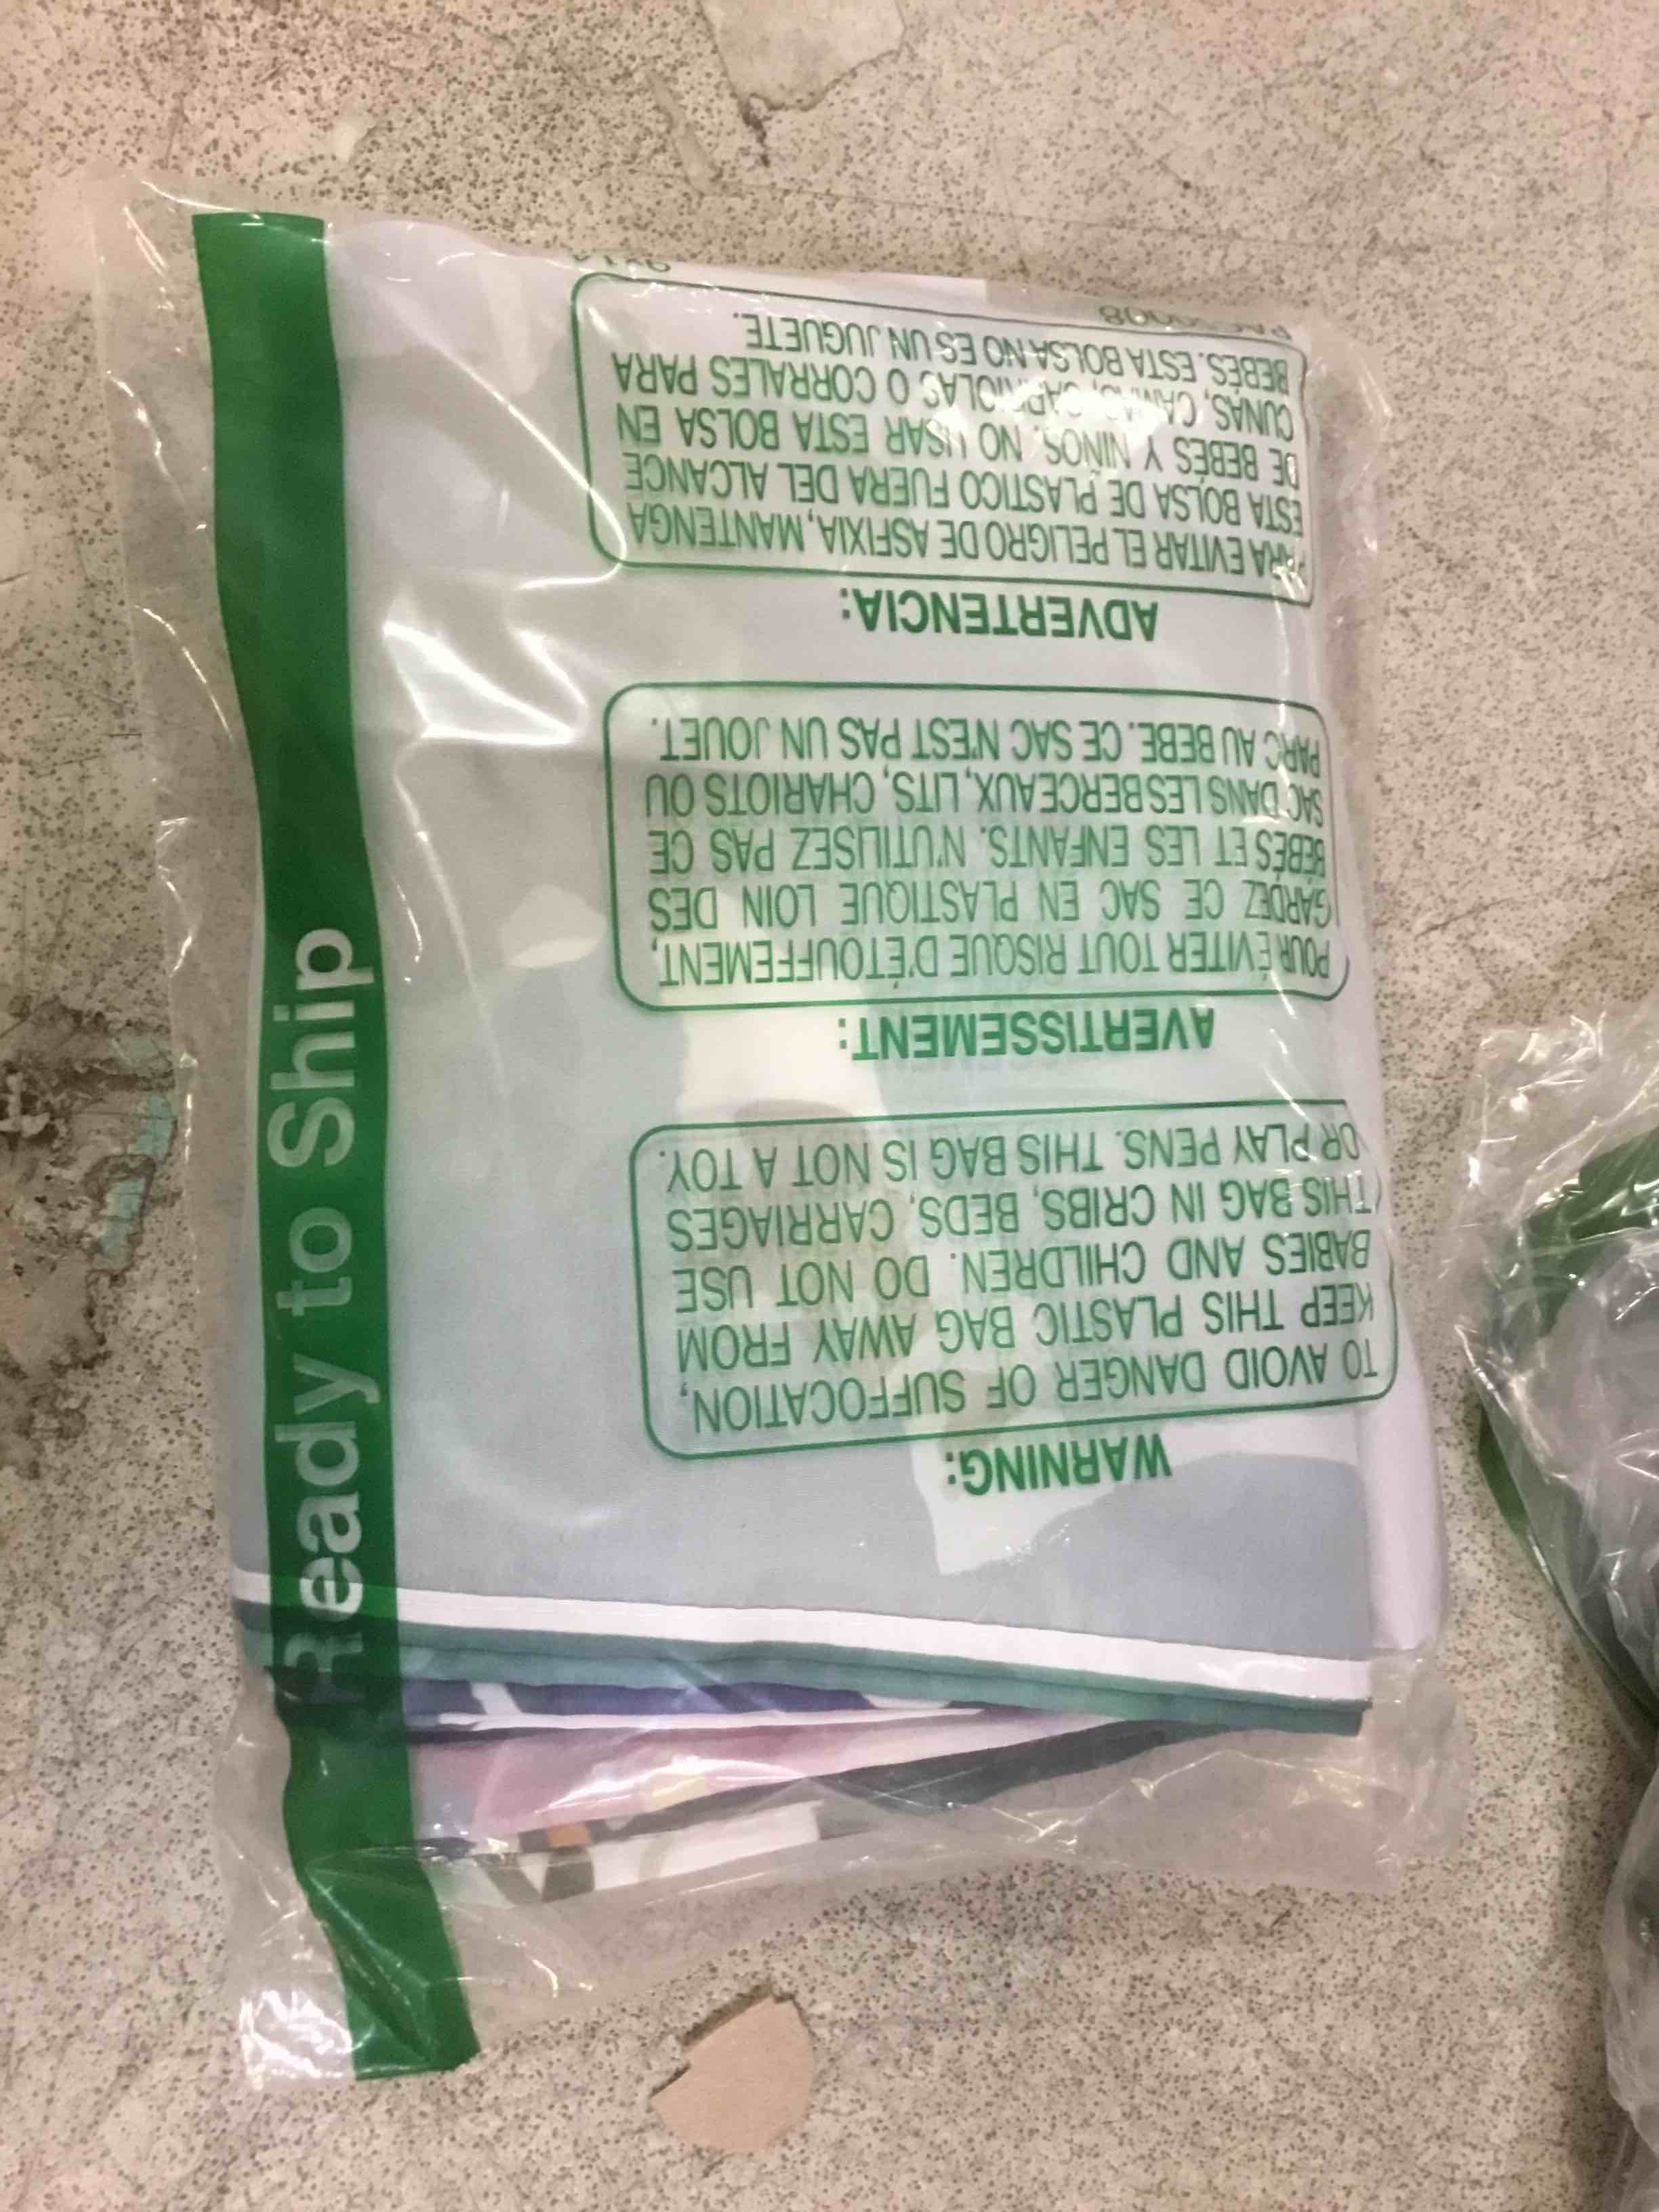 Ready to Ship
WARNING:
TO AVOID DANGER OF SUFFOCATION,
KEEP THIS PLASTIC BAG AWAY FROM
BABIES AND CHILDREN. DO NOT USE
THIS BAG IN CRIBS, BEDS, CARRIAGES
OR PLAY PENS. THIS BAG IS NOT A TOY.
AVERTISSEMENT:
POUR ÉVITER TOUT RISQUE D'ÉTOUFFEMENT,
GARDEZ CE SAC EN PLASTIQUE LOIN DES
BÉBÉS ET LES ENFANTS. N'UTILISEZ PAS CE
SAC DANS LES BERCEAUX, LITS, CHARIOTS OU
PARC AU BEBE. CE SAC N'EST PAS UN JOUET.
ADVERTENCIA:
PARA EVITAR EL PELIGRO DE ASFIXIA, MANTENGA
ESTA BOLSA DE PLASTICO FUERA DEL ALCANCE
DE BEBÉS Y NIÑOS. NO USAR ESTA BOLSA EN
CUNAS, CAMAS, CARRIOLAS O CORRALES PARA
BEBÉS. ESTA BOLSA NO ES UN JUGUETE.